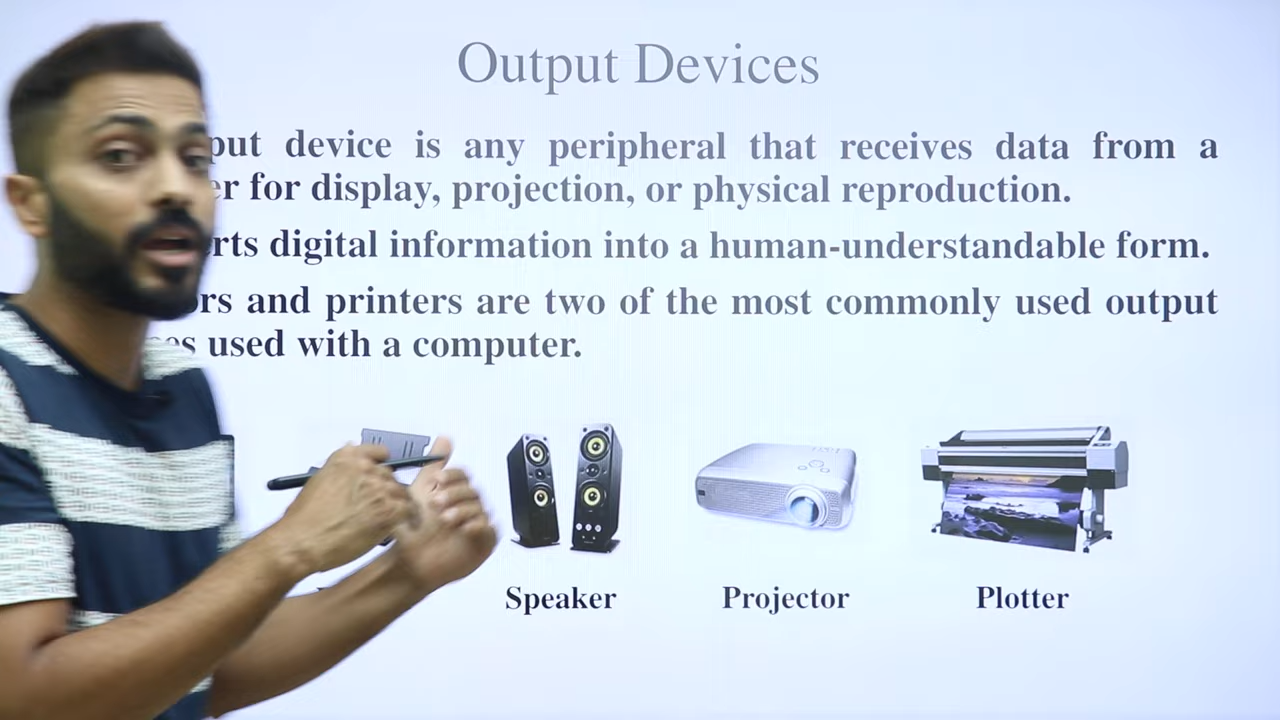 Output Devices
put device is any peripheral that receives data from a
er for display, projection, or physical reproduction.
rts digital information into a human-understandable form.
rs and printers are two of the most commonly used output
es used with a computer.
Speaker
Projector
Plotter